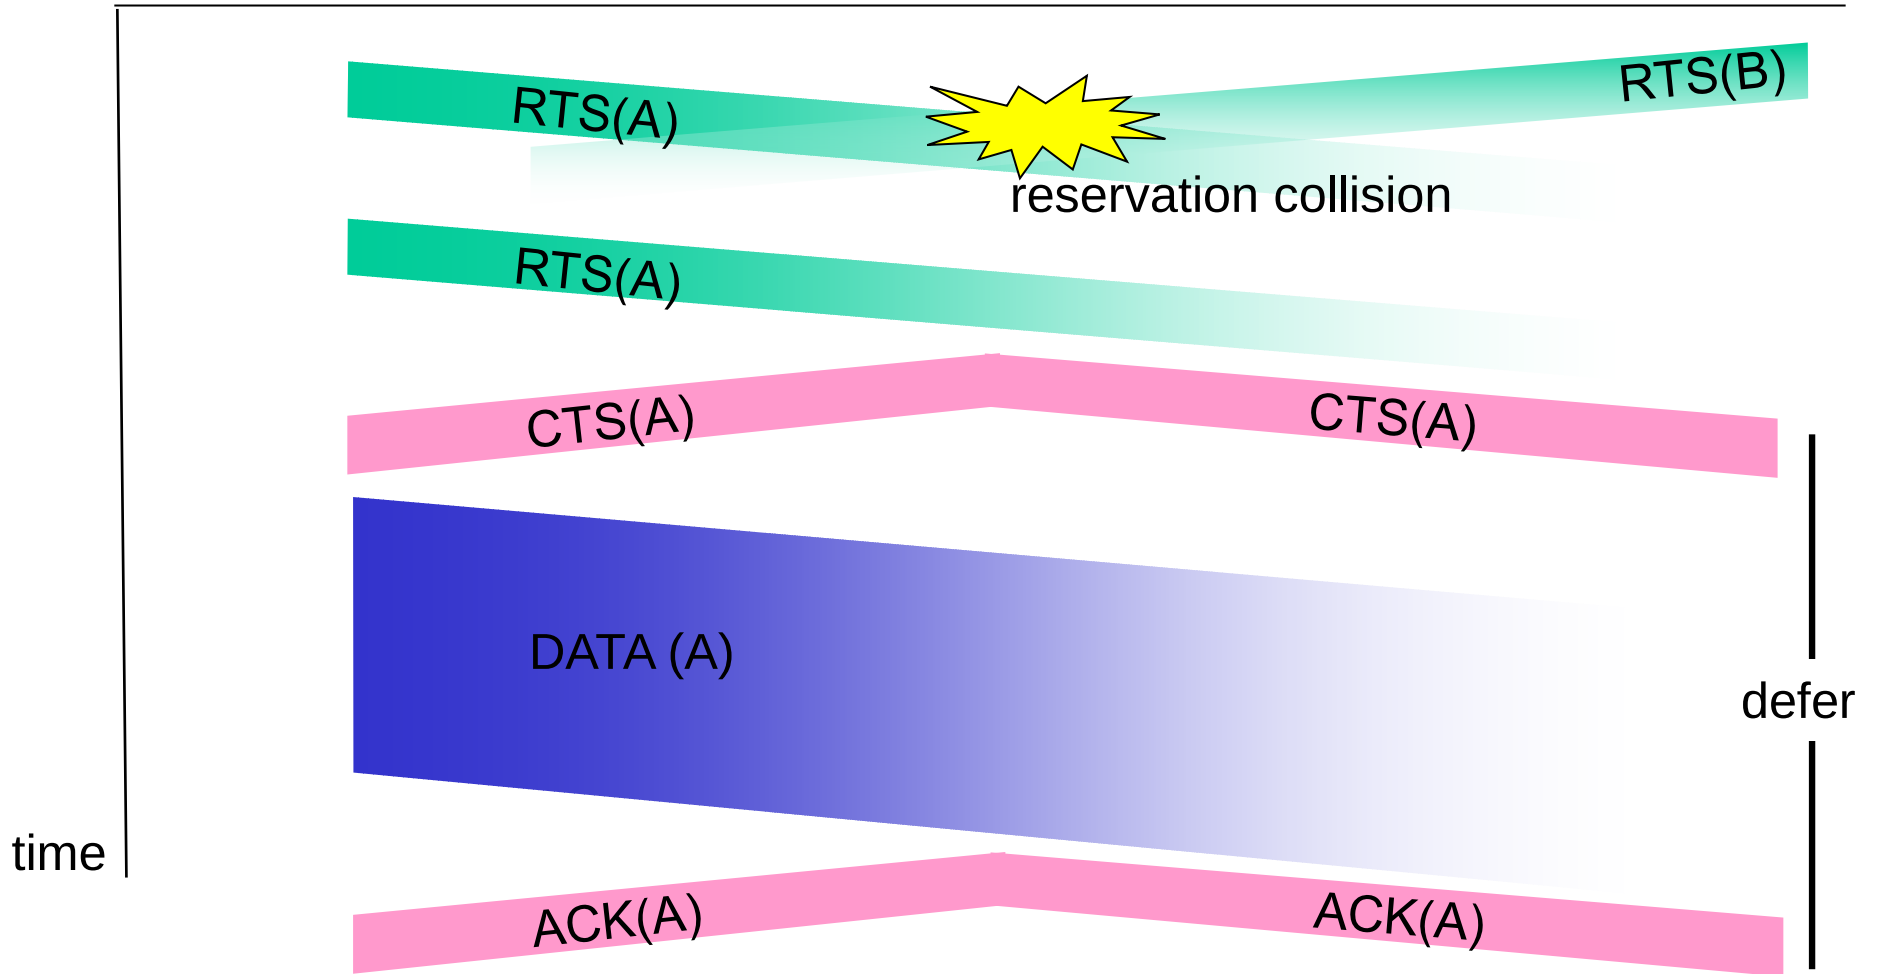 RTS(B)
RTS(A)
reservation collision
RTS(A)
CTS(A)
CTS(A)
DATA (A)
defer
time
ACK(A)
ACK(A)